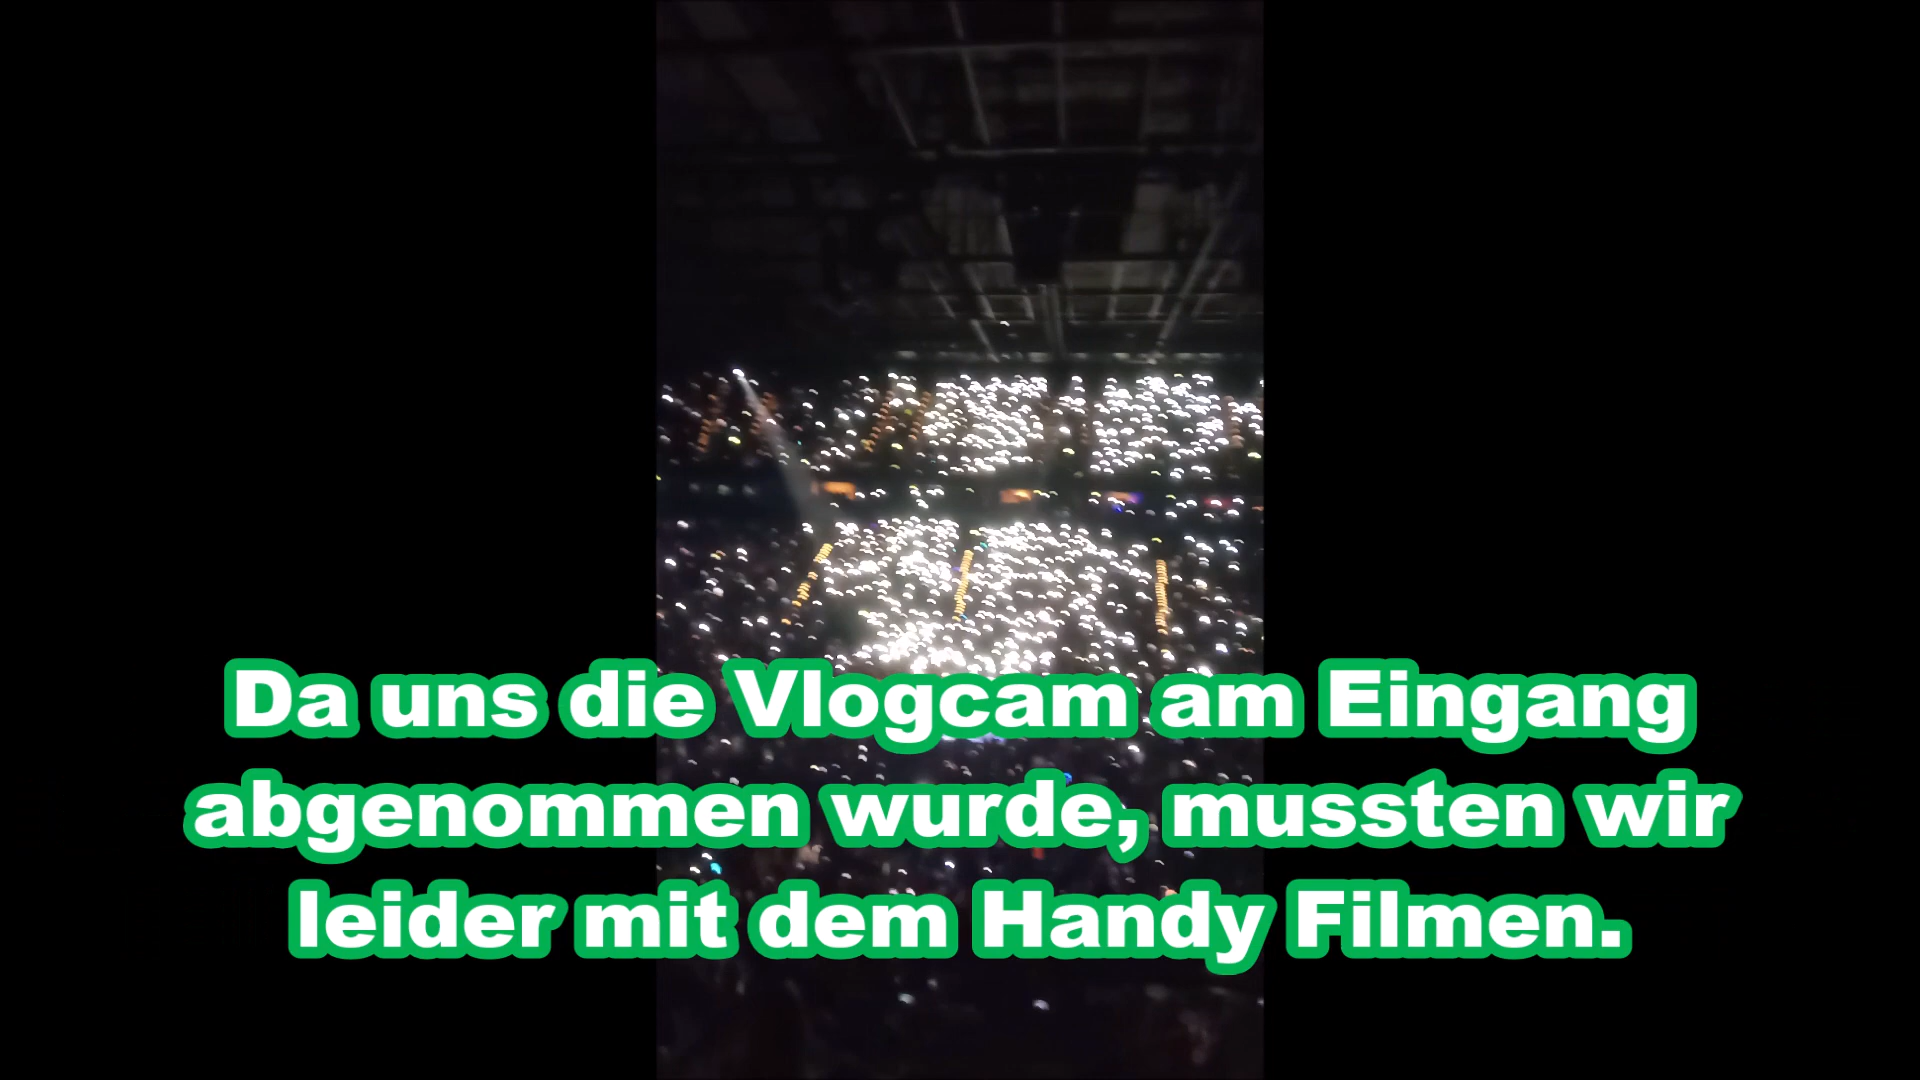 Da uns die Vlogcam am Eingang
abgenommen wurde, mussten wir
leider mit dem Handy Filmen.